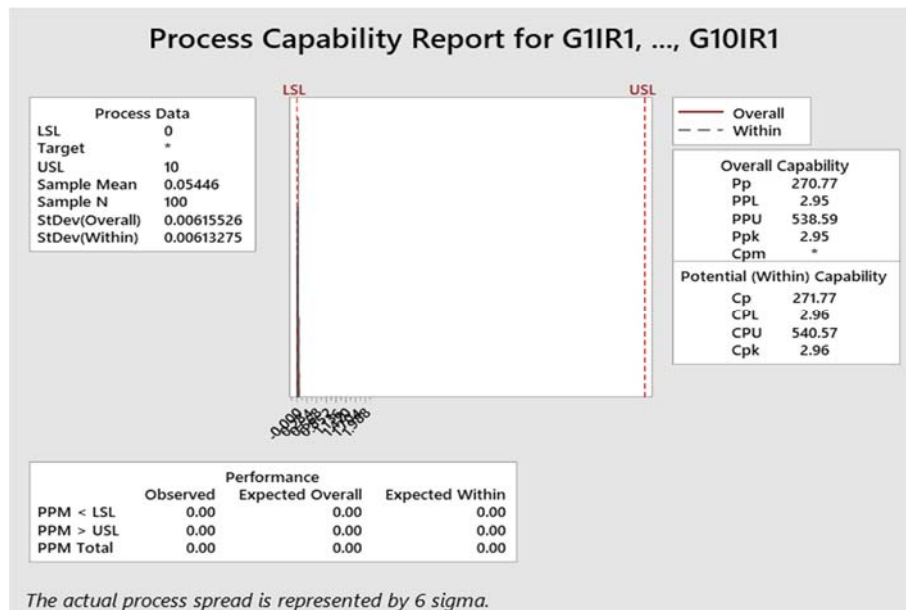 Process Capability Report for G1IR1, ..., G10IR1
LSL USL
Process Data
LSL 0
Target *
USL 10
Sample Mean 0.05446
Sample N 100
StDev(Overall) 0.00615526
StDev(Within) 0.00613275
Overall
Within
Overall Capability
Pp 270.77
PPL 2.95
PPU 538.59
Ppk 2.95
Cpm *
Potential (Within) Capability
Cp 271.77
CPL 2.96
CPU 540.57
Cpk 2.96
-0.000
Performance
Observed Expected Overall Expected Within
PPM < LSL 0.00 0.00 0.00
PPM > USL 0.00 0.00 0.00
PPM Total 0.00 0.00 0.00
The actual process spread is represented by 6 sigma.